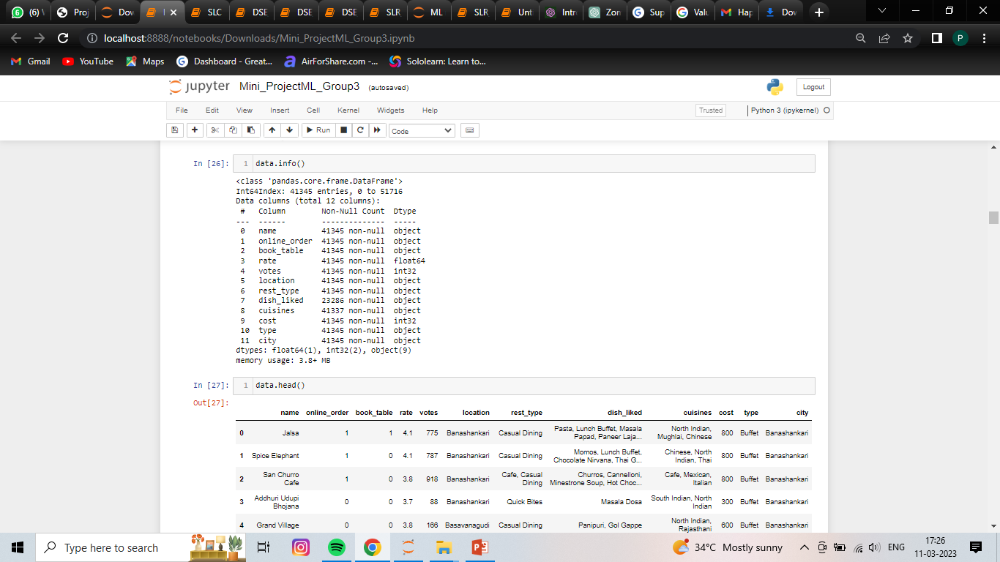 (6) \
Proj
Dov
SLC
DSE
DSE
DSE
SLR
ML
SLR
Unt
Intr
Zon
Sup
Valu
Hap
Dov
localhost:8888/notebooks/Downloads/Mini_ProjectML_Group3.ipynb
P
Gmail YouTube Maps Dashboard - Great... AirForShare.com -... Sololearn: Learn to...
jupyter Mini_ProjectML_Group3 (autosaved) Logout
File Edit View Insert Cell Kernel Widgets Help Trusted Python 3 (ipykernel)
Run Code
In [26]: 1 data.info()
<class 'pandas.core.frame.DataFrame'>
Int64Index: 41345 entries, 0 to 51716
Data columns (total 12 columns):
# Column Non-Null Count Dtype
--- ------ -------------- -----
0 name 41345 non-null object
1 online_order 41345 non-null object
2 book_table 41345 non-null object
3 rate 41345 non-null float64
4 votes 41345 non-null int32
5 location 41345 non-null object
6 rest_type 41345 non-null object
7 dish_liked 23286 non-null object
8 cuisines 41337 non-null object
9 cost 41345 non-null int32
10 type 41345 non-null object
11 city 41345 non-null object
dtypes: float64(1), int32(2), object(9)
memory usage: 3.8+ MB
In [27]: 1 data.head()
Out[27]:
name online_order book_table rate votes location rest_type dish_liked cuisines cost type city
0 Jalsa 1 1 4.1 775 Banashankari Casual Dining Pasta, Lunch Buffet, Masala Papad, Paneer Laja... North Indian, Mughlai, Chinese 800 Buffet Banashankari
1 Spice Elephant 1 0 4.1 787 Banashankari Casual Dining Momos, Lunch Buffet, Chocolate Nirvana, Thai G... Chinese, North Indian, Thai 800 Buffet Banashankari
2 San Churro Cafe 1 0 3.8 918 Banashankari Cafe, Casual Dining Churros, Cannelloni, Minestrone Soup, Hot Choc... Cafe, Mexican, Italian 800 Buffet Banashankari
3 Addhuri Udupi Bhojana 0 0 3.7 88 Banashankari Quick Bites Masala Dosa South Indian, North Indian 300 Buffet Banashankari
4 Grand Village 0 0 3.8 166 Basavanagudi Casual Dining Panipuri, Gol Gappe North Indian, Rajasthani 600 Buffet Banashankari
Type here to search
34°C Mostly sunny
ENG
17:26
11-03-2023